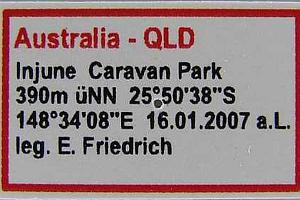 Australia - QLD
Injune Caravan Park
390m üNN 25°50'38"S
148°34'08"E 16.01.2007 a.L.
leg. E. Friedrich